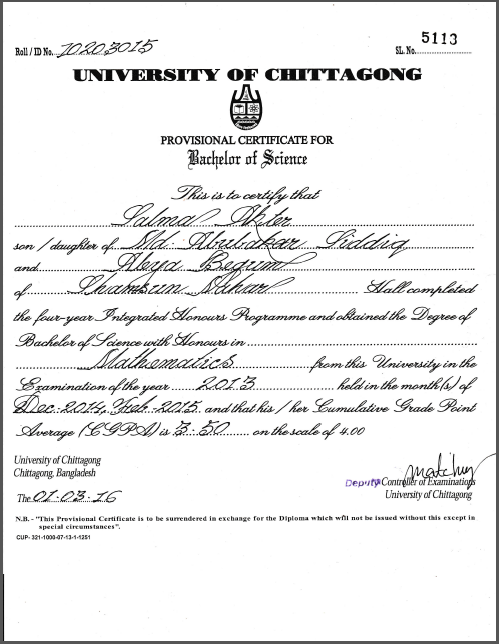 Roll / ID No. 10203015
5113
SL. No.
UNIVERSITY OF CHITTAGONG
PROVISIONAL CERTIFICATE FOR
Bachelor of Science
This is to certify that
Salma Akter
son / daughter of Md. Abubakar Siddiq
and Aleya Begum
of Shamsun Nahar Hall completed
the four-year Integrated Honours Programme and obtained the Degree of
Bachelor of Science with Honours in
Mathematics from this University in the
Examination of the year 2013 held in the month(s) of
Dec. 2014, Feb. 2015. and that his / her Cumulative Grade Point
Average (CGPA) is 3.50 on the scale of 4.00
University of Chittagong
Chittagong, Bangladesh
Deputy Controller of Examinations
University of Chittagong
The 01.03.16
N.B. - "This Provisional Certificate is to be surrendered in exchange for the Diploma which will not be issued without this except in
special circumstances".
CUP- 321-1000-07-13-1-1251